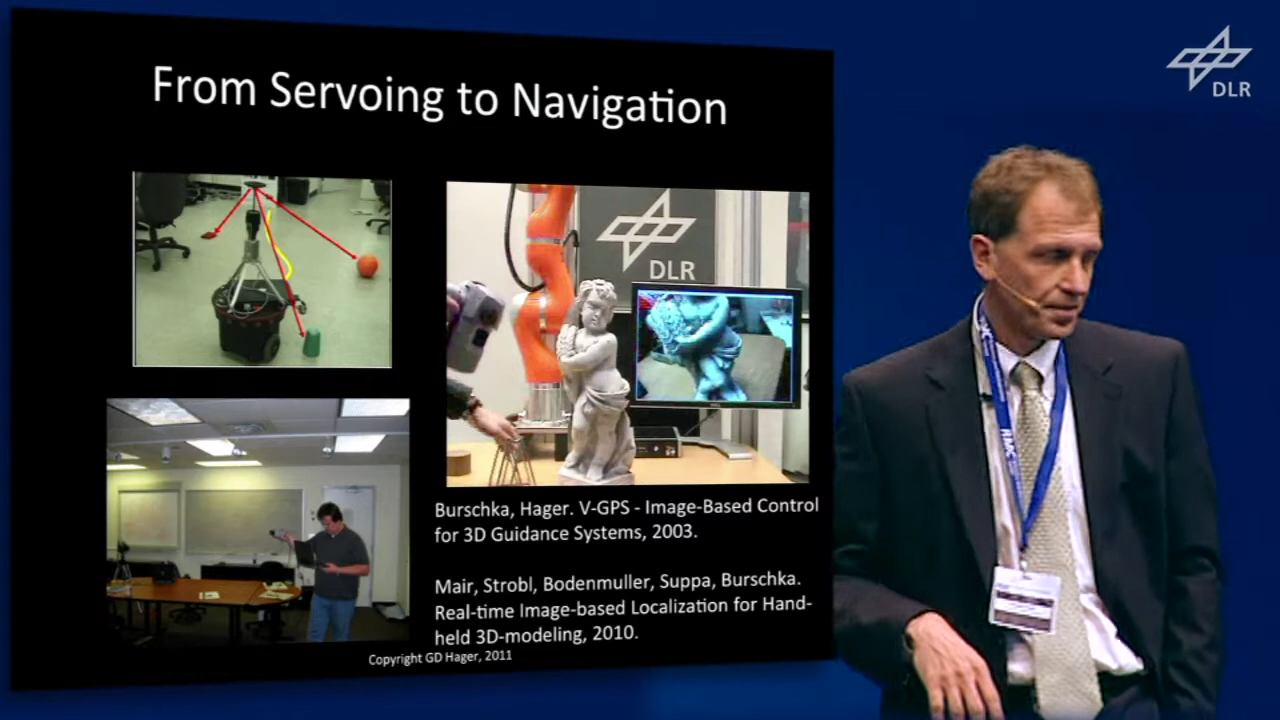 From Servoing to Navigation
DLR
DLR
Burschka, Hager. V-GPS - Image-Based Control
for 3D Guidance Systems, 2003.
Mair, Strobl, Bodenmuller, Suppa, Burschka.
Real-time Image-based Localization for Hand-
held 3D-modeling, 2010.
Copyright GD Hager, 2011